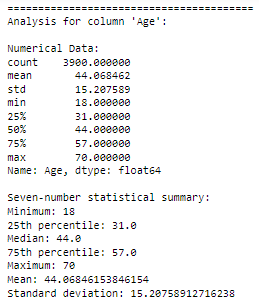 ========================================
Analysis for column 'Age':
Numerical Data:
count    3900.000000
mean       44.068462
std        15.207589
min        18.000000
25%        31.000000
50%        44.000000
75%        57.000000
max        70.000000
Name: Age, dtype: float64
Seven-number statistical summary:
Minimum: 18
25th percentile: 31.0
Median: 44.0
75th percentile: 57.0
Maximum: 70
Mean: 44.06846153846154
Standard deviation: 15.20758912716238